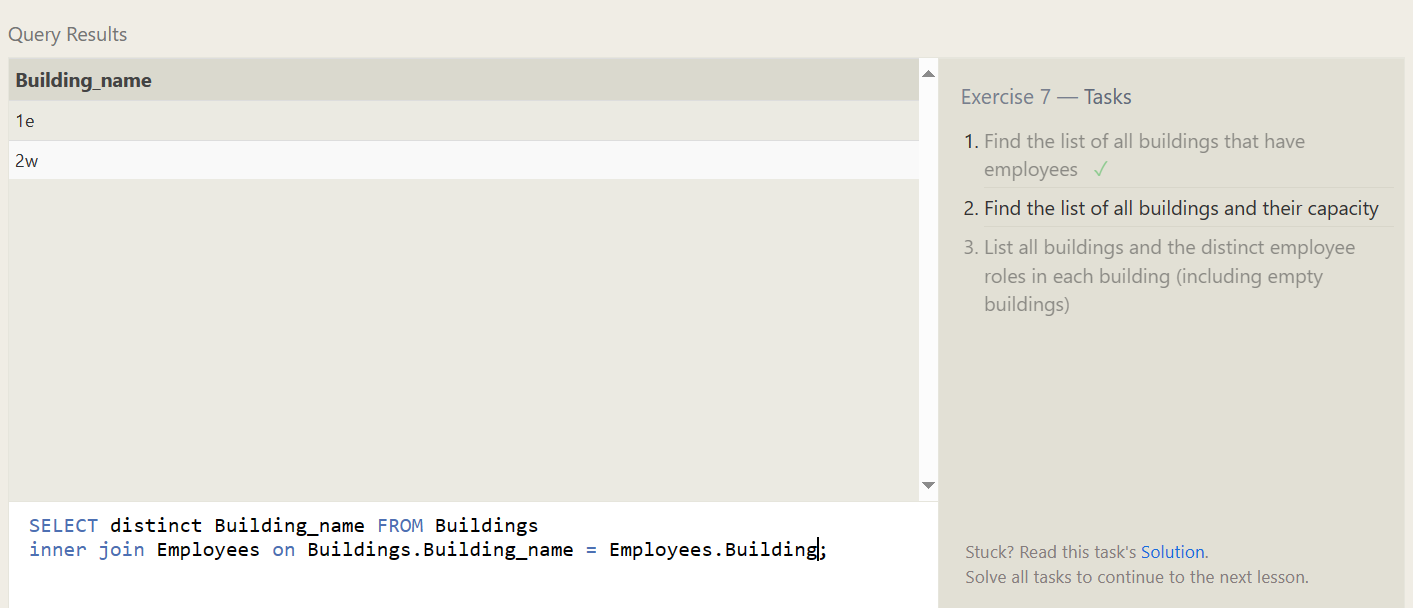 Query Results
Building_name
1e
2w
SELECT distinct Building_name FROM Buildings
inner join Employees on Buildings.Building_name = Employees.Building;
Exercise 7 — Tasks
1. Find the list of all buildings that have
employees ✓
2. Find the list of all buildings and their capacity
3. List all buildings and the distinct employee
roles in each building (including empty
buildings)
Stuck? Read this task's Solution.
Solve all tasks to continue to the next lesson.